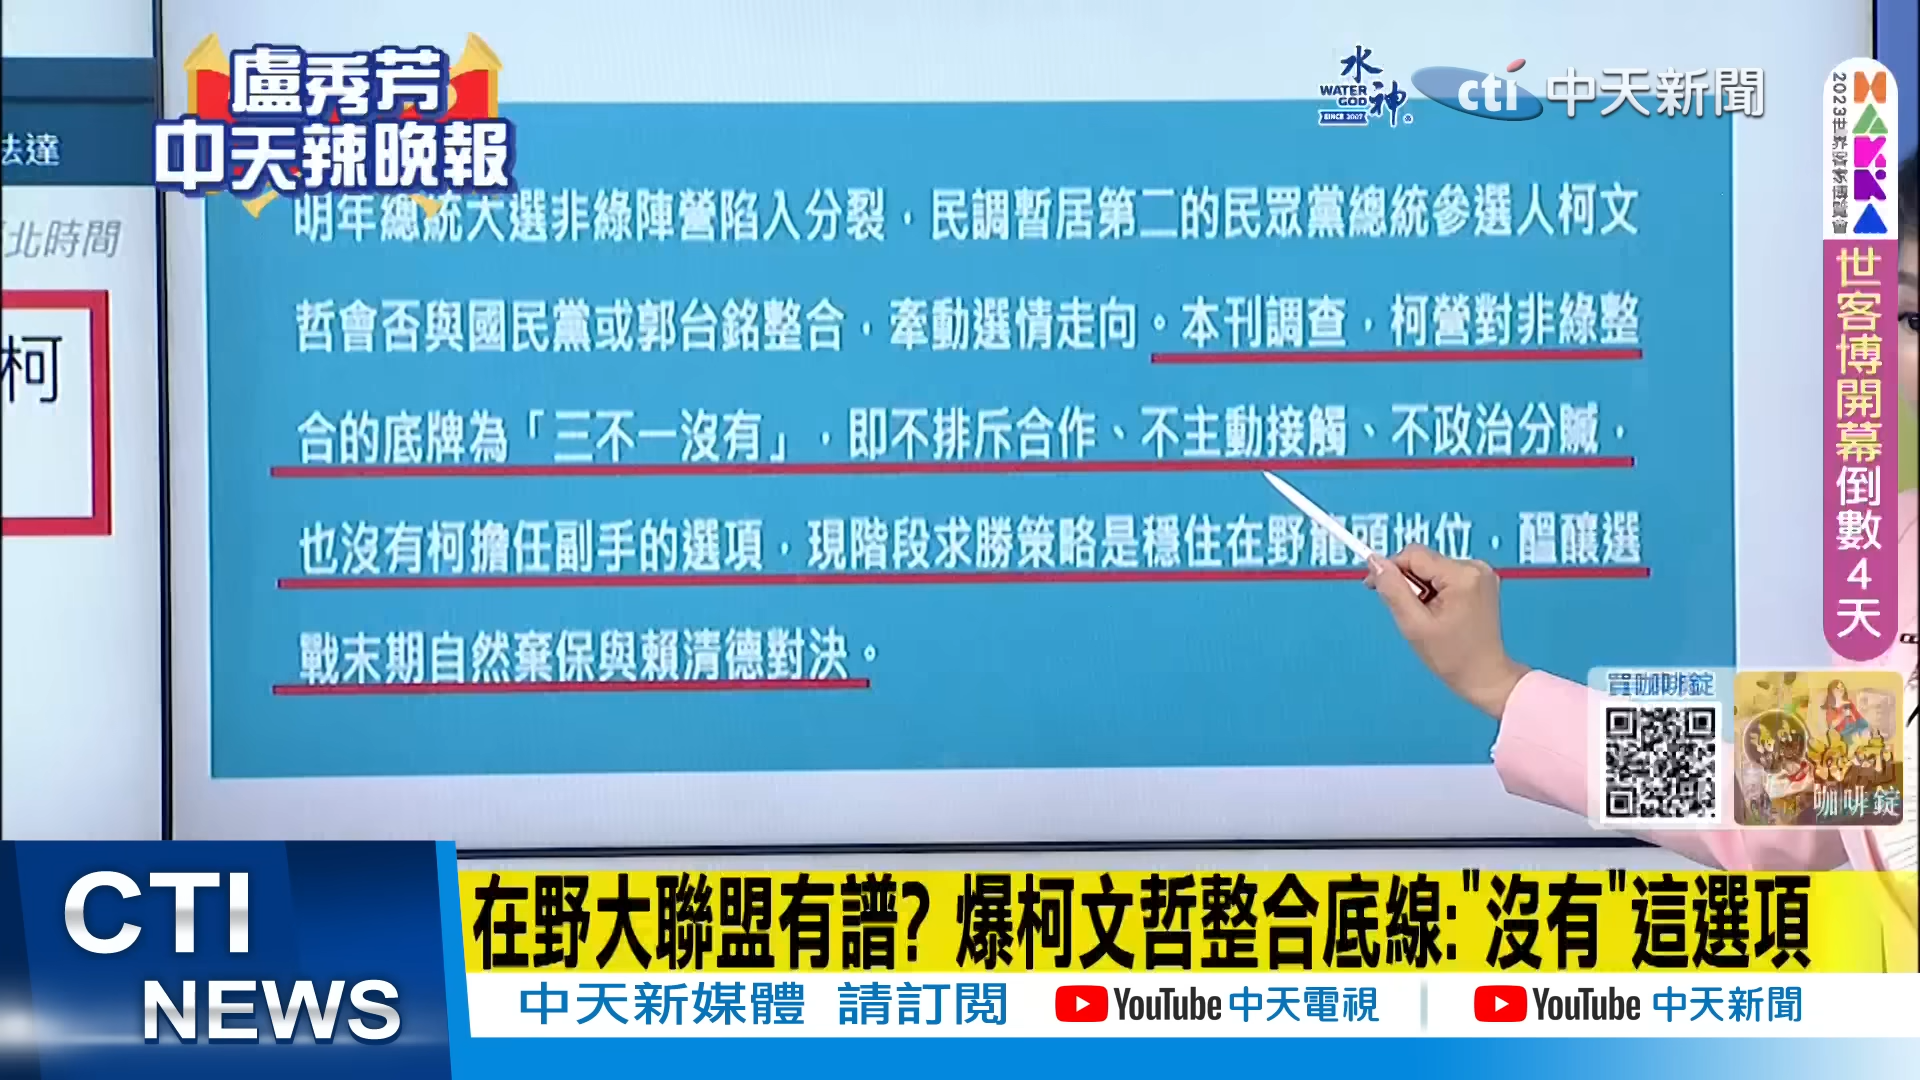 盧秀芳
中天辣晚報
水神
WATER GOD
SINCE 2007
cti 中天新聞
2023世界客家博覽會
HAKKA
世客博開幕倒數4天
法達
北時間
柯
明年總統大選非綠陣營陷入分裂，民調暫居第二的民眾黨總統參選人柯文
哲會否與國民黨或郭台銘整合，牽動選情走向。本刊調查，柯營對非綠整
合的底牌為「三不一沒有」，即不排斥合作、不主動接觸、不政治分贓，
也沒有柯擔任副手的選項，現階段求勝策略是穩住在野龍頭地位，醞釀選
戰末期自然棄保與賴清德對決。
買咖啡錠
咖啡錠
CTI
NEWS
在野大聯盟有譜? 爆柯文哲整合底線:"沒有"這選項
中天新媒體 請訂閱 YouTube 中天電視 | YouTube 中天新聞